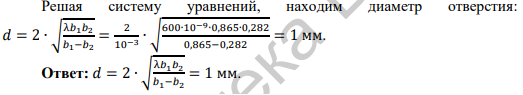 Решая систему уравнений, находим диаметр отверстия:
d = 2 · √(λb₁b₂/(b₁−b₂)) = 2/10⁻³ · √(600·10⁻⁹·0,865·0,282/(0,865−0,282)) = 1 мм.
Ответ: d = 2 · √(λb₁b₂/(b₁−b₂)) = 1 мм.